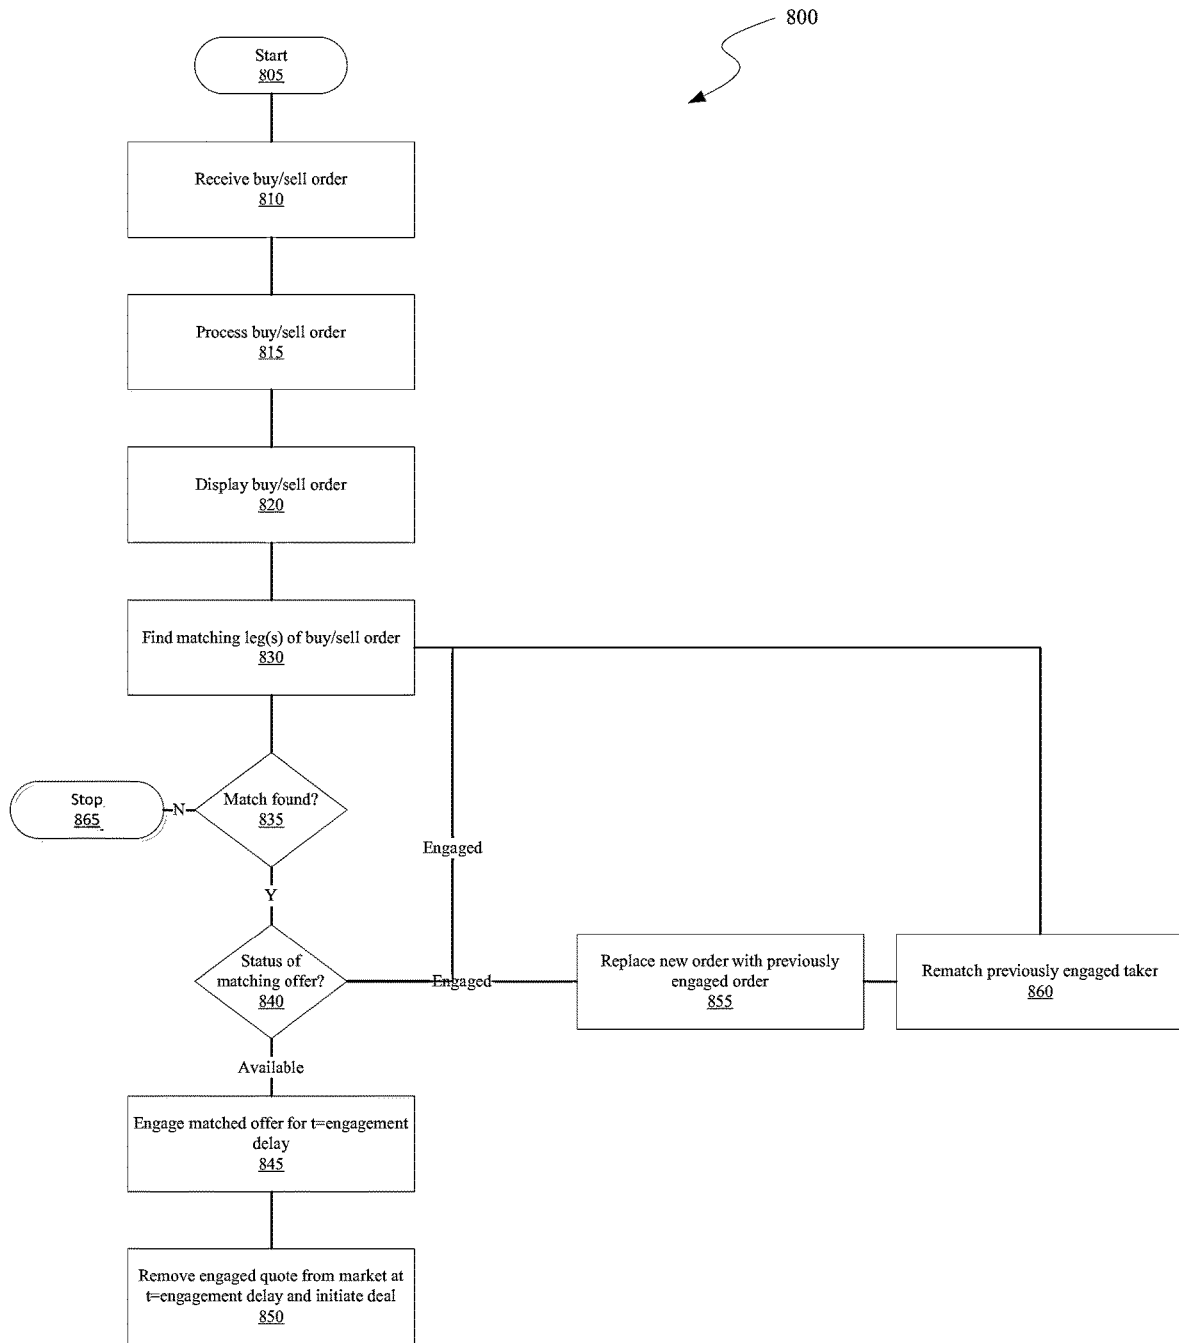 800
Start
805
Receive buy/sell order
810
Process buy/sell order
815
Display buy/sell order
820
Find matching leg(s) of buy/sell order
830
Match found?
835
N
Stop
865
Y
Engaged
Status of
matching offer?
840
Engaged
Replace new order with previously
engaged order
855
Rematch previously engaged taker
860
Available
Engage matched offer for t=engagement
delay
845
Remove engaged quote from market at
t=engagement delay and initiate deal
850